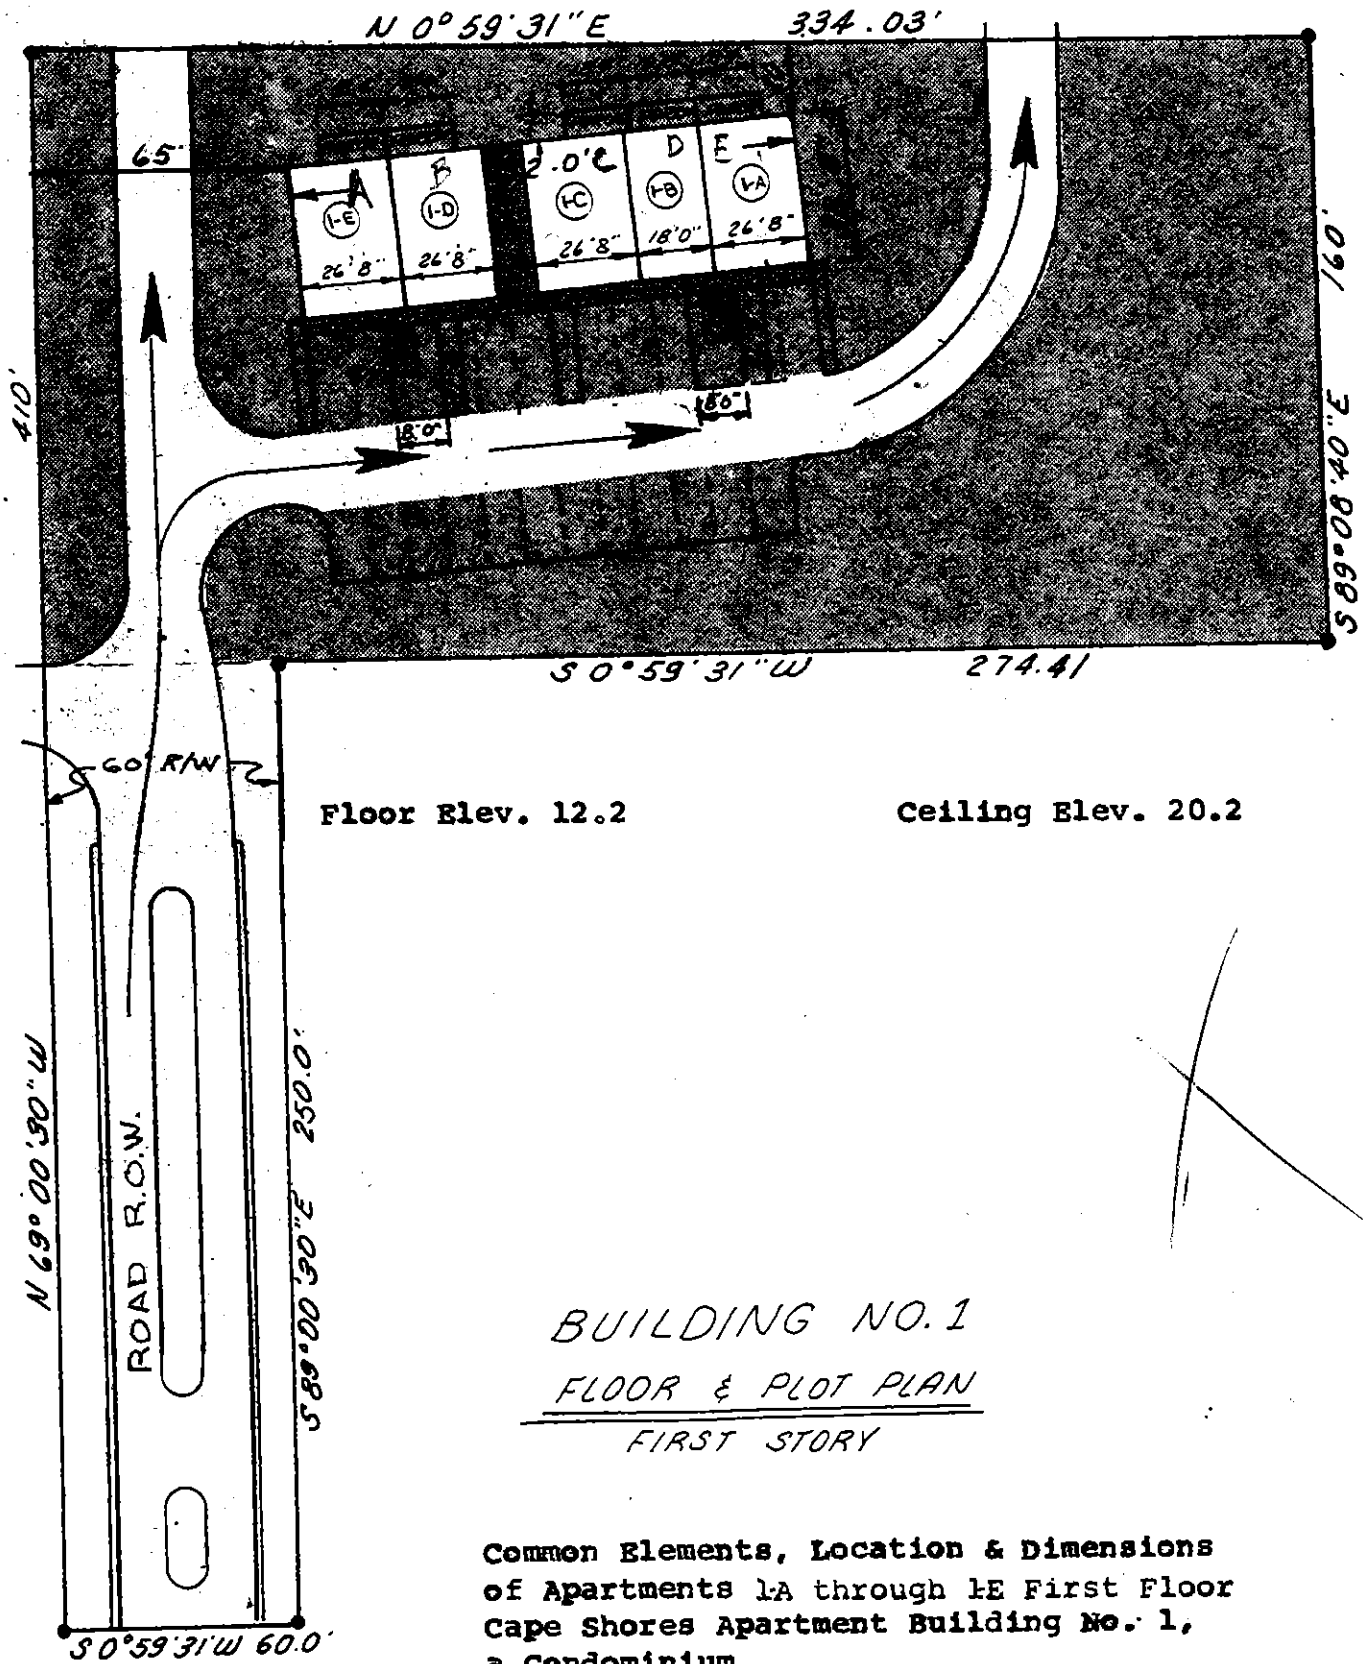 N 0° 59' 31" E 334.03'
65'
A B 2.0' C D E
1-E 1-D 1-C 1-B 1-A
26'8" 26'8" 26'8" 18'0" 26'8"
160'
410'
8'0" 8'0"
S 89° 08' 40" E
S 0° 59' 31" W 274.41
60' R/W
Floor Elev. 12.2 Ceiling Elev. 20.2
N 69° 00' 30" W
ROAD R.O.W.
S 89° 00' 30" E 250.0'
BUILDING NO. 1
FLOOR & PLOT PLAN
FIRST STORY
Common Elements, Location & Dimensions
of Apartments 1-A through 1-E First Floor
Cape Shores Apartment Building No. 1,
a Condominium
S 0° 59' 31" W 60.0'